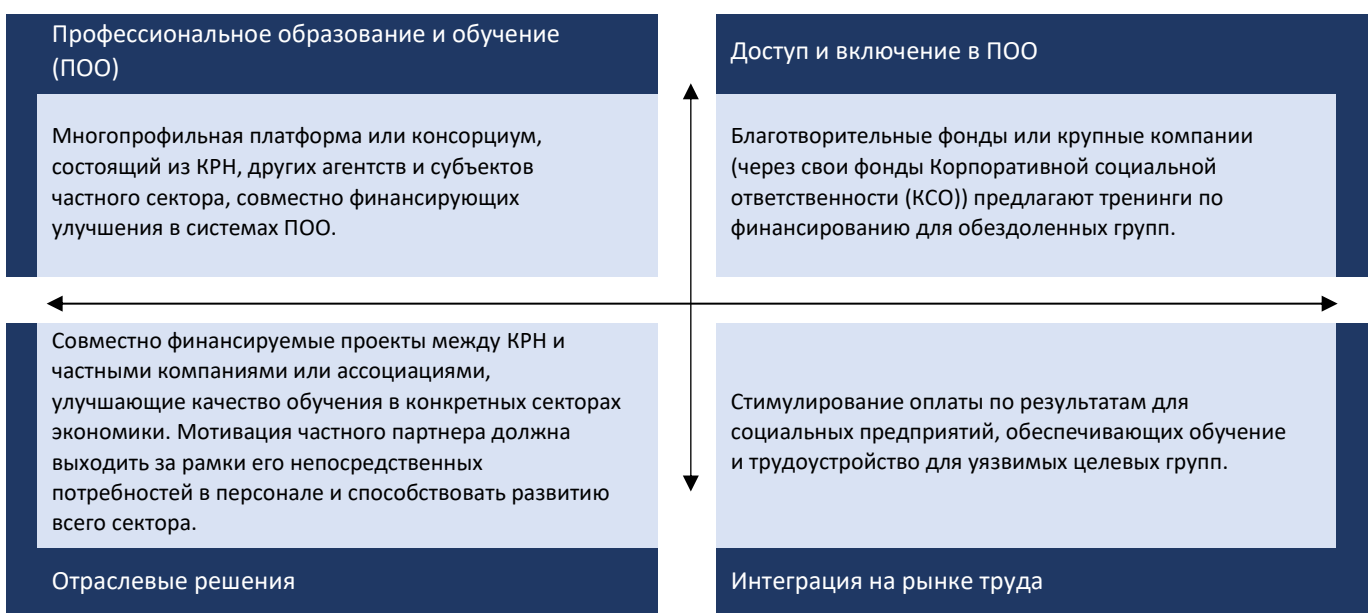 Профессиональное образование и обучение
(ПОО)
Многопрофильная платформа или консорциум,
состоящий из КРН, других агентств и субъектов
частного сектора, совместно финансирующих
улучшения в системах ПОО.
Доступ и включение в ПОО
Благотворительные фонды или крупные компании
(через свои фонды Корпоративной социальной
ответственности (КСО)) предлагают тренинги по
финансированию для обездоленных групп.
Совместно финансируемые проекты между КРН и
частными компаниями или ассоциациями,
улучшающие качество обучения в конкретных секторах
экономики. Мотивация частного партнера должна
выходить за рамки его непосредственных
потребностей в персонале и способствовать развитию
всего сектора.
Отраслевые решения
Стимулирование оплаты по результатам для
социальных предприятий, обеспечивающих обучение
и трудоустройство для уязвимых целевых групп.
Интеграция на рынке труда